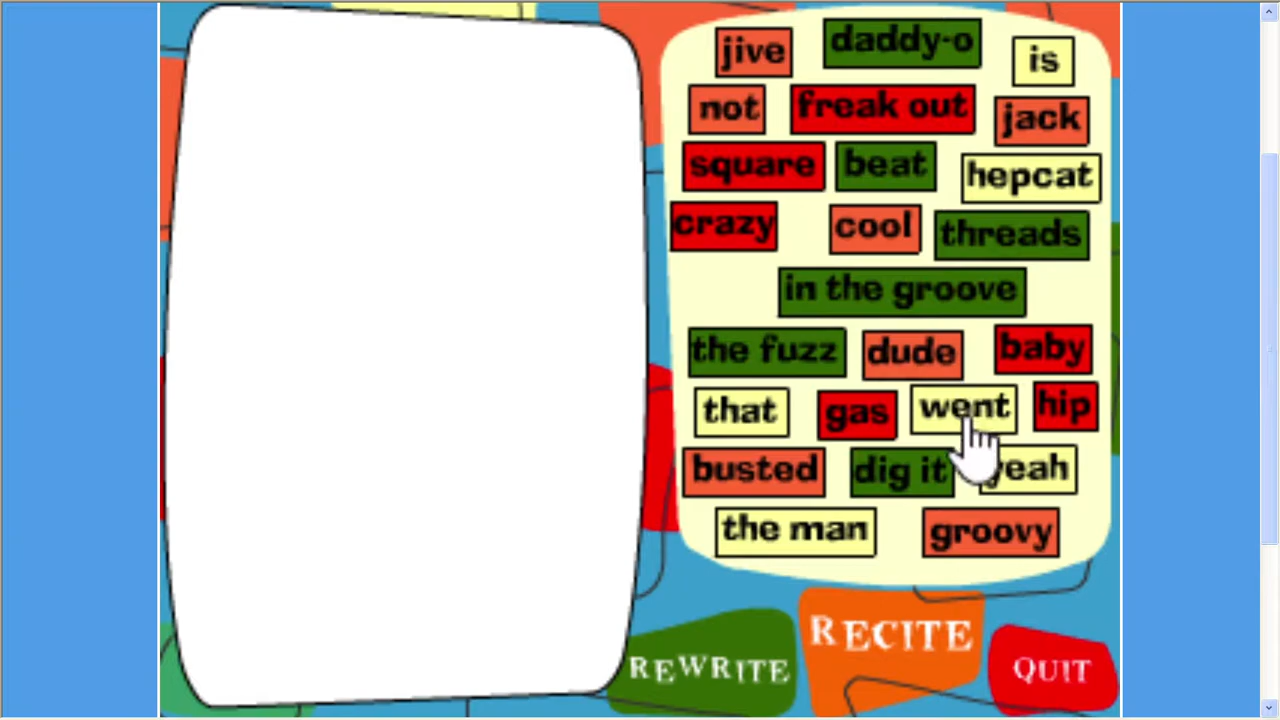 jive daddy-o is
not freak out jack
square beat hepcat
crazy cool threads
in the groove
the fuzz dude baby
that gas went hip
busted dig it yeah
the man groovy
REWRITE RECITE QUIT